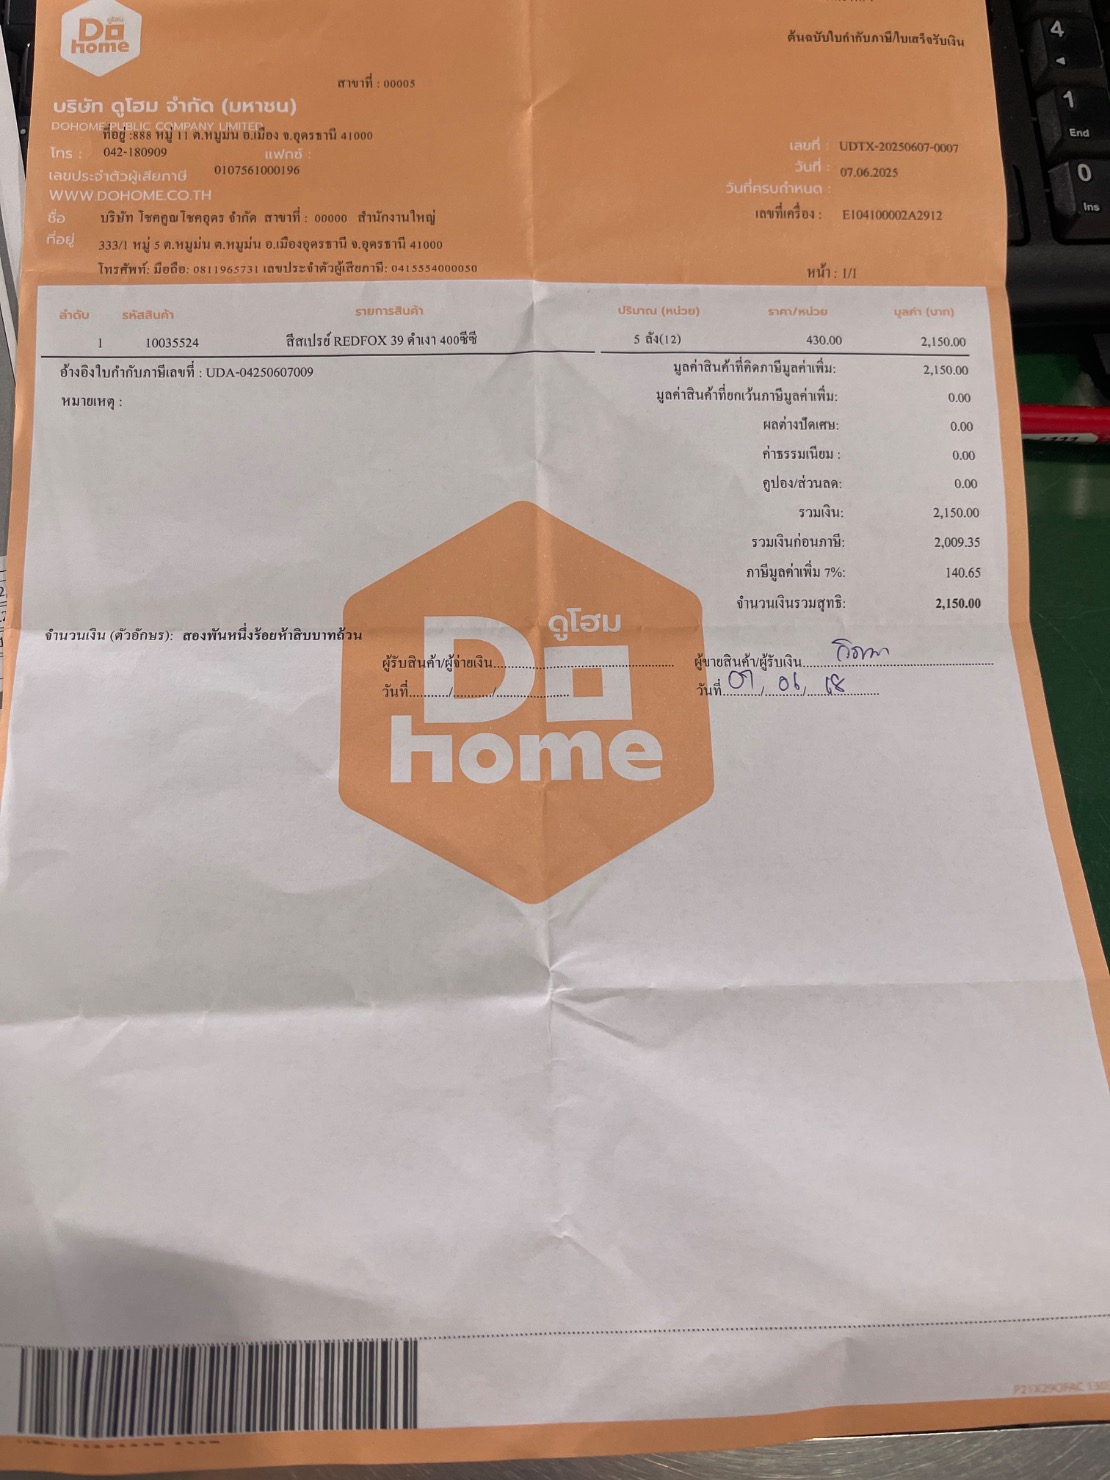 ดูโฮม
Do
home
ต้นฉบับใบกำกับภาษี/ใบเสร็จรับเงิน
สาขาที่ : 00005
บริษัท ดูโฮม จำกัด (มหาชน)
DOHOME PUBLIC COMPANY LIMITED
ที่อยู่ :888 หมู่ 11 ต.หมูม่น อ.เมือง จ.อุดรธานี 41000
โทร : 042-180909 แฟกซ์ :
เลขประจำตัวผู้เสียภาษี 0107561000196
WWW.DOHOME.CO.TH
เลขที่ : UDTX-20250607-0007
วันที่ : 07.06.2025
วันที่ครบกำหนด :
เลขที่เครื่อง : E104100002A2912
ชื่อ บริษัท โชคคูณโชคอุดร จำกัด สาขาที่ : 00000 สำนักงานใหญ่
ที่อยู่ 333/1 หมู่ 5 ต.หมูม่น ต.หมูม่น อ.เมืองอุดรธานี จ.อุดรธานี 41000
โทรศัพท์: มือถือ: 0811965731 เลขประจำตัวผู้เสียภาษี: 0415554000050
หน้า : 1/1
ลำดับ รหัสสินค้า รายการสินค้า ปริมาณ (หน่วย) ราคา/หน่วย มูลค่า (บาท)
1 10035524 สีสเปรย์ REDFOX 39 ดำเงา 400ซีซี 5 ลัง(12) 430.00 2,150.00
อ้างอิงใบกำกับภาษีเลขที่ : UDA-04250607009
หมายเหตุ :
มูลค่าสินค้าที่คิดภาษีมูลค่าเพิ่ม: 2,150.00
มูลค่าสินค้าที่ยกเว้นภาษีมูลค่าเพิ่ม: 0.00
ผลต่างปัดเศษ: 0.00
ค่าธรรมเนียม : 0.00
คูปอง/ส่วนลด: 0.00
รวมเงิน: 2,150.00
รวมเงินก่อนภาษี: 2,009.35
ภาษีมูลค่าเพิ่ม 7%: 140.65
จำนวนเงินรวมสุทธิ: 2,150.00
จำนวนเงิน (ตัวอักษร): สองพันหนึ่งร้อยห้าสิบบาทถ้วน
ผู้รับสินค้า/ผู้จ่ายเงิน ผู้ขายสินค้า/ผู้รับเงิน
วันที่ / / วันที่ 07 / 06 / 68
ดูโฮม
Do
home
4
1
End
0
Ins